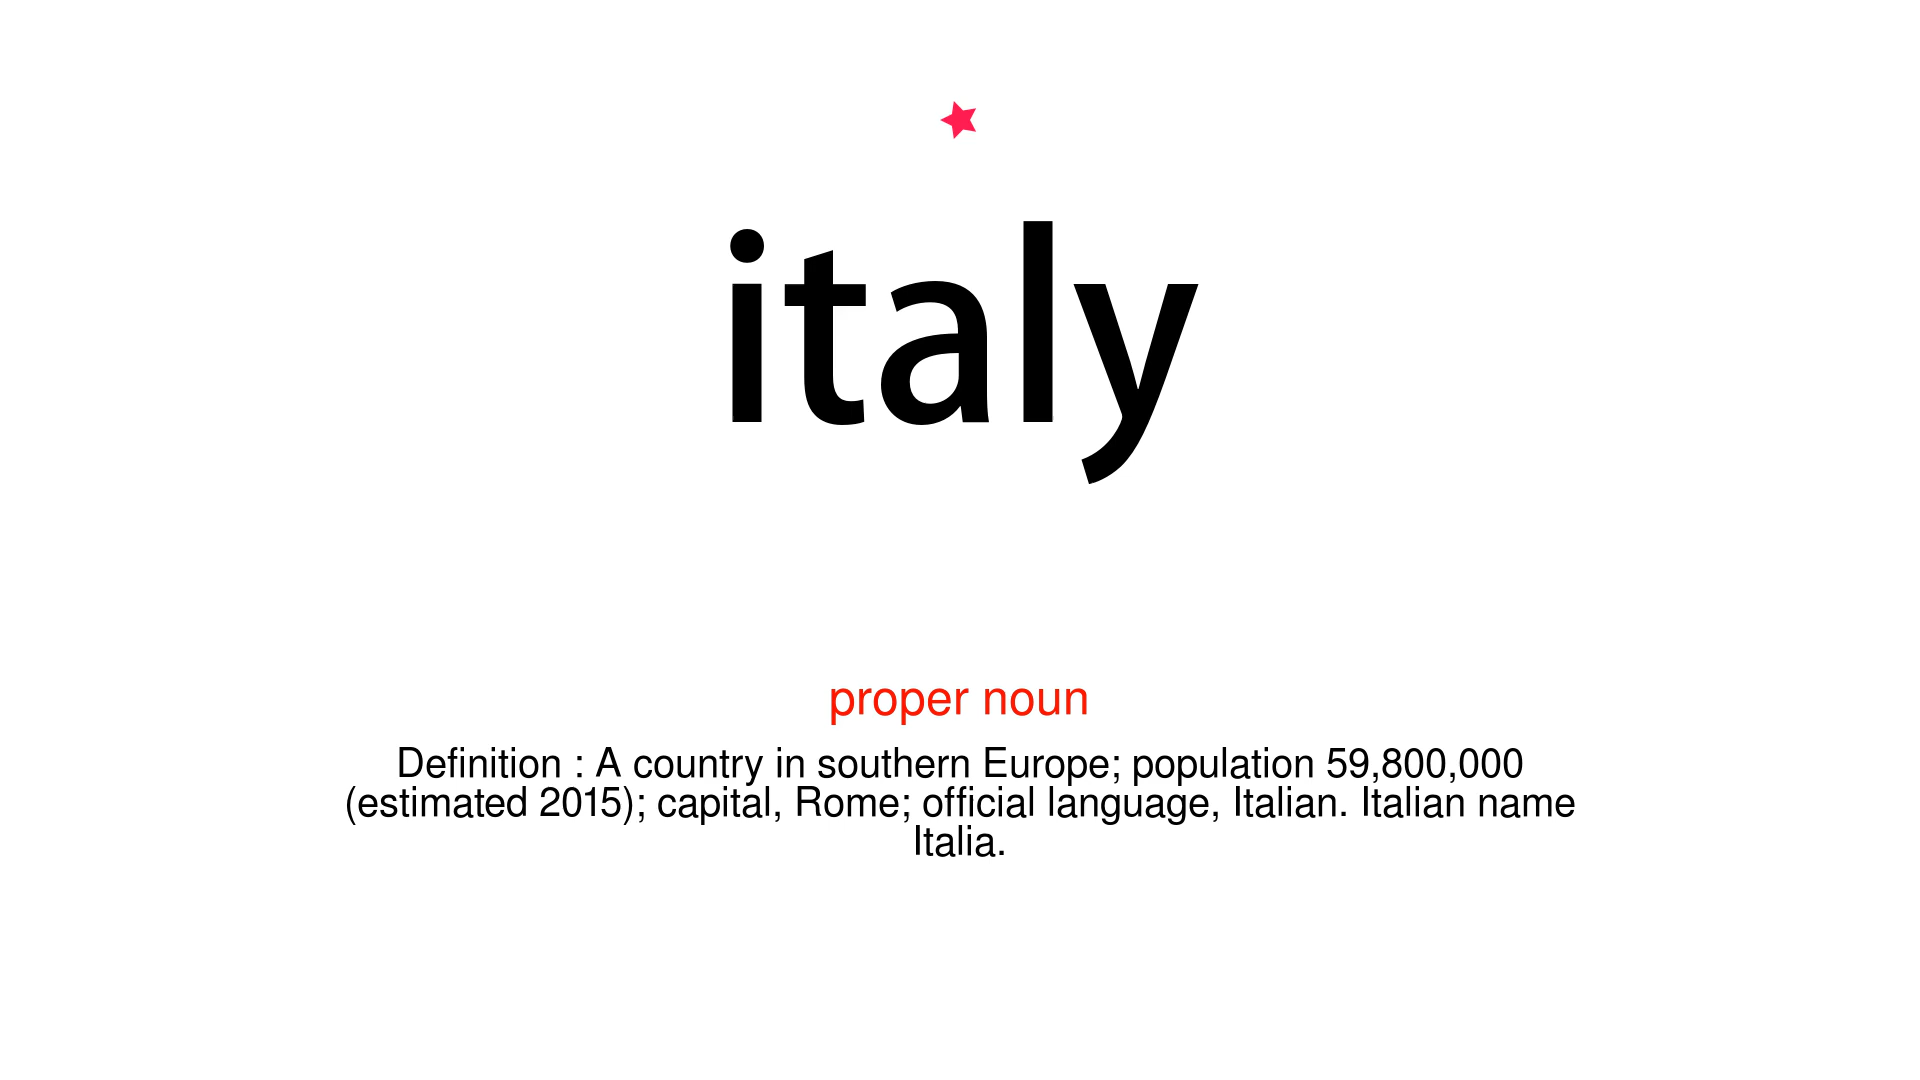 italy
proper noun
Definition : A country in southern Europe; population 59,800,000
(estimated 2015); capital, Rome; official language, Italian. Italian name
Italia.